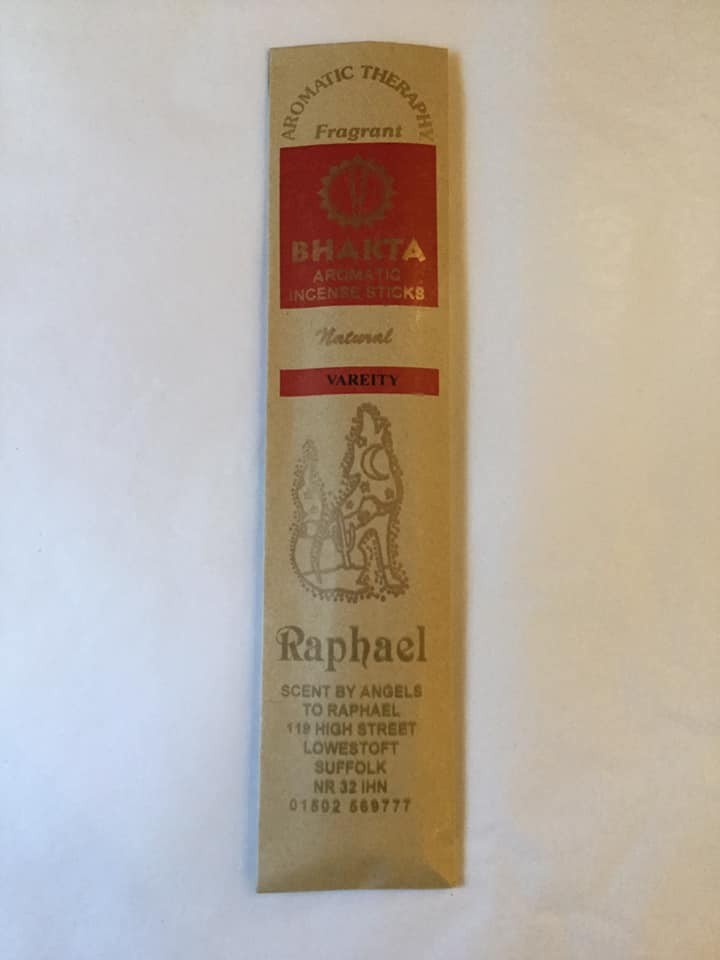 AROMATIC THERAPHY
Fragrant
BHAKTA
AROMATIC
INCENSE STICKS
Natural
VAREITY
Raphael
SCENT BY ANGELS
TO RAPHAEL
119 HIGH STREET
LOWESTOFT
SUFFOLK
NR 32 IHN
01502 569777